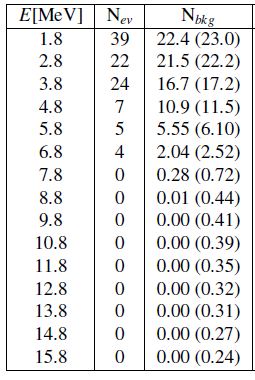 E[MeV] Nev Nbkg
1.8 39 22.4 (23.0)
2.8 22 21.5 (22.2)
3.8 24 16.7 (17.2)
4.8 7 10.9 (11.5)
5.8 5 5.55 (6.10)
6.8 4 2.04 (2.52)
7.8 0 0.28 (0.72)
8.8 0 0.01 (0.44)
9.8 0 0.00 (0.41)
10.8 0 0.00 (0.39)
11.8 0 0.00 (0.35)
12.8 0 0.00 (0.32)
13.8 0 0.00 (0.31)
14.8 0 0.00 (0.27)
15.8 0 0.00 (0.24)